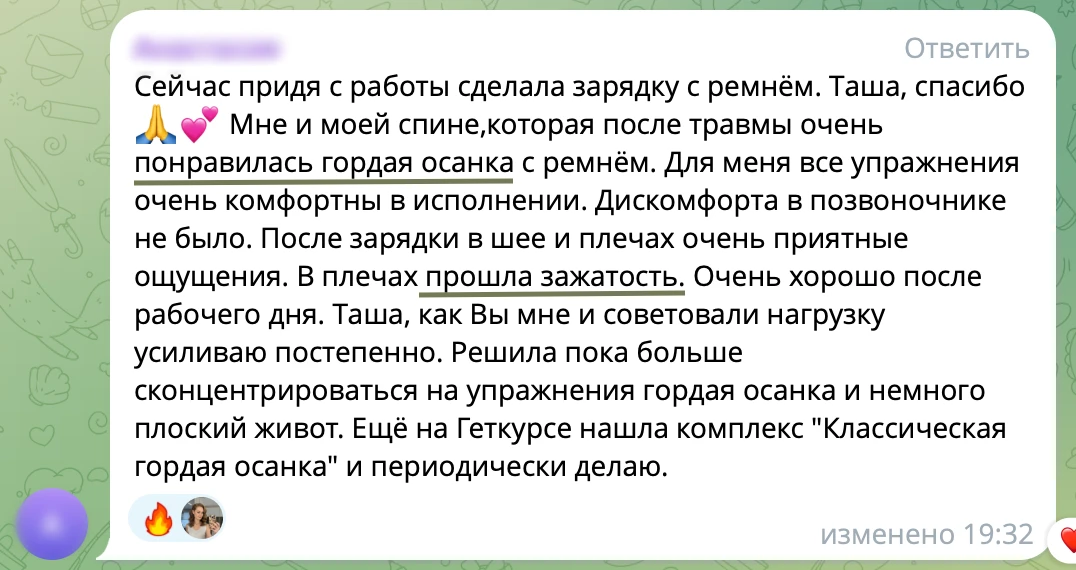 Ответить
Сейчас придя с работы сделала зарядку с ремнём. Таша, спасибо
🙏💕 Мне и моей спине,которая после травмы очень
понравилась гордая осанка с ремнём. Для меня все упражнения
очень комфортны в исполнении. Дискомфорта в позвоночнике
не было. После зарядки в шее и плечах очень приятные
ощущения. В плечах прошла зажатость. Очень хорошо после
рабочего дня. Таша, как Вы мне и советовали нагрузку
усиливаю постепенно. Решила пока больше
сконцентрироваться на упражнения гордая осанка и немного
плоский живот. Ещё на Геткурсе нашла комплекс "Классическая
гордая осанка" и периодически делаю.
изменено 19:32